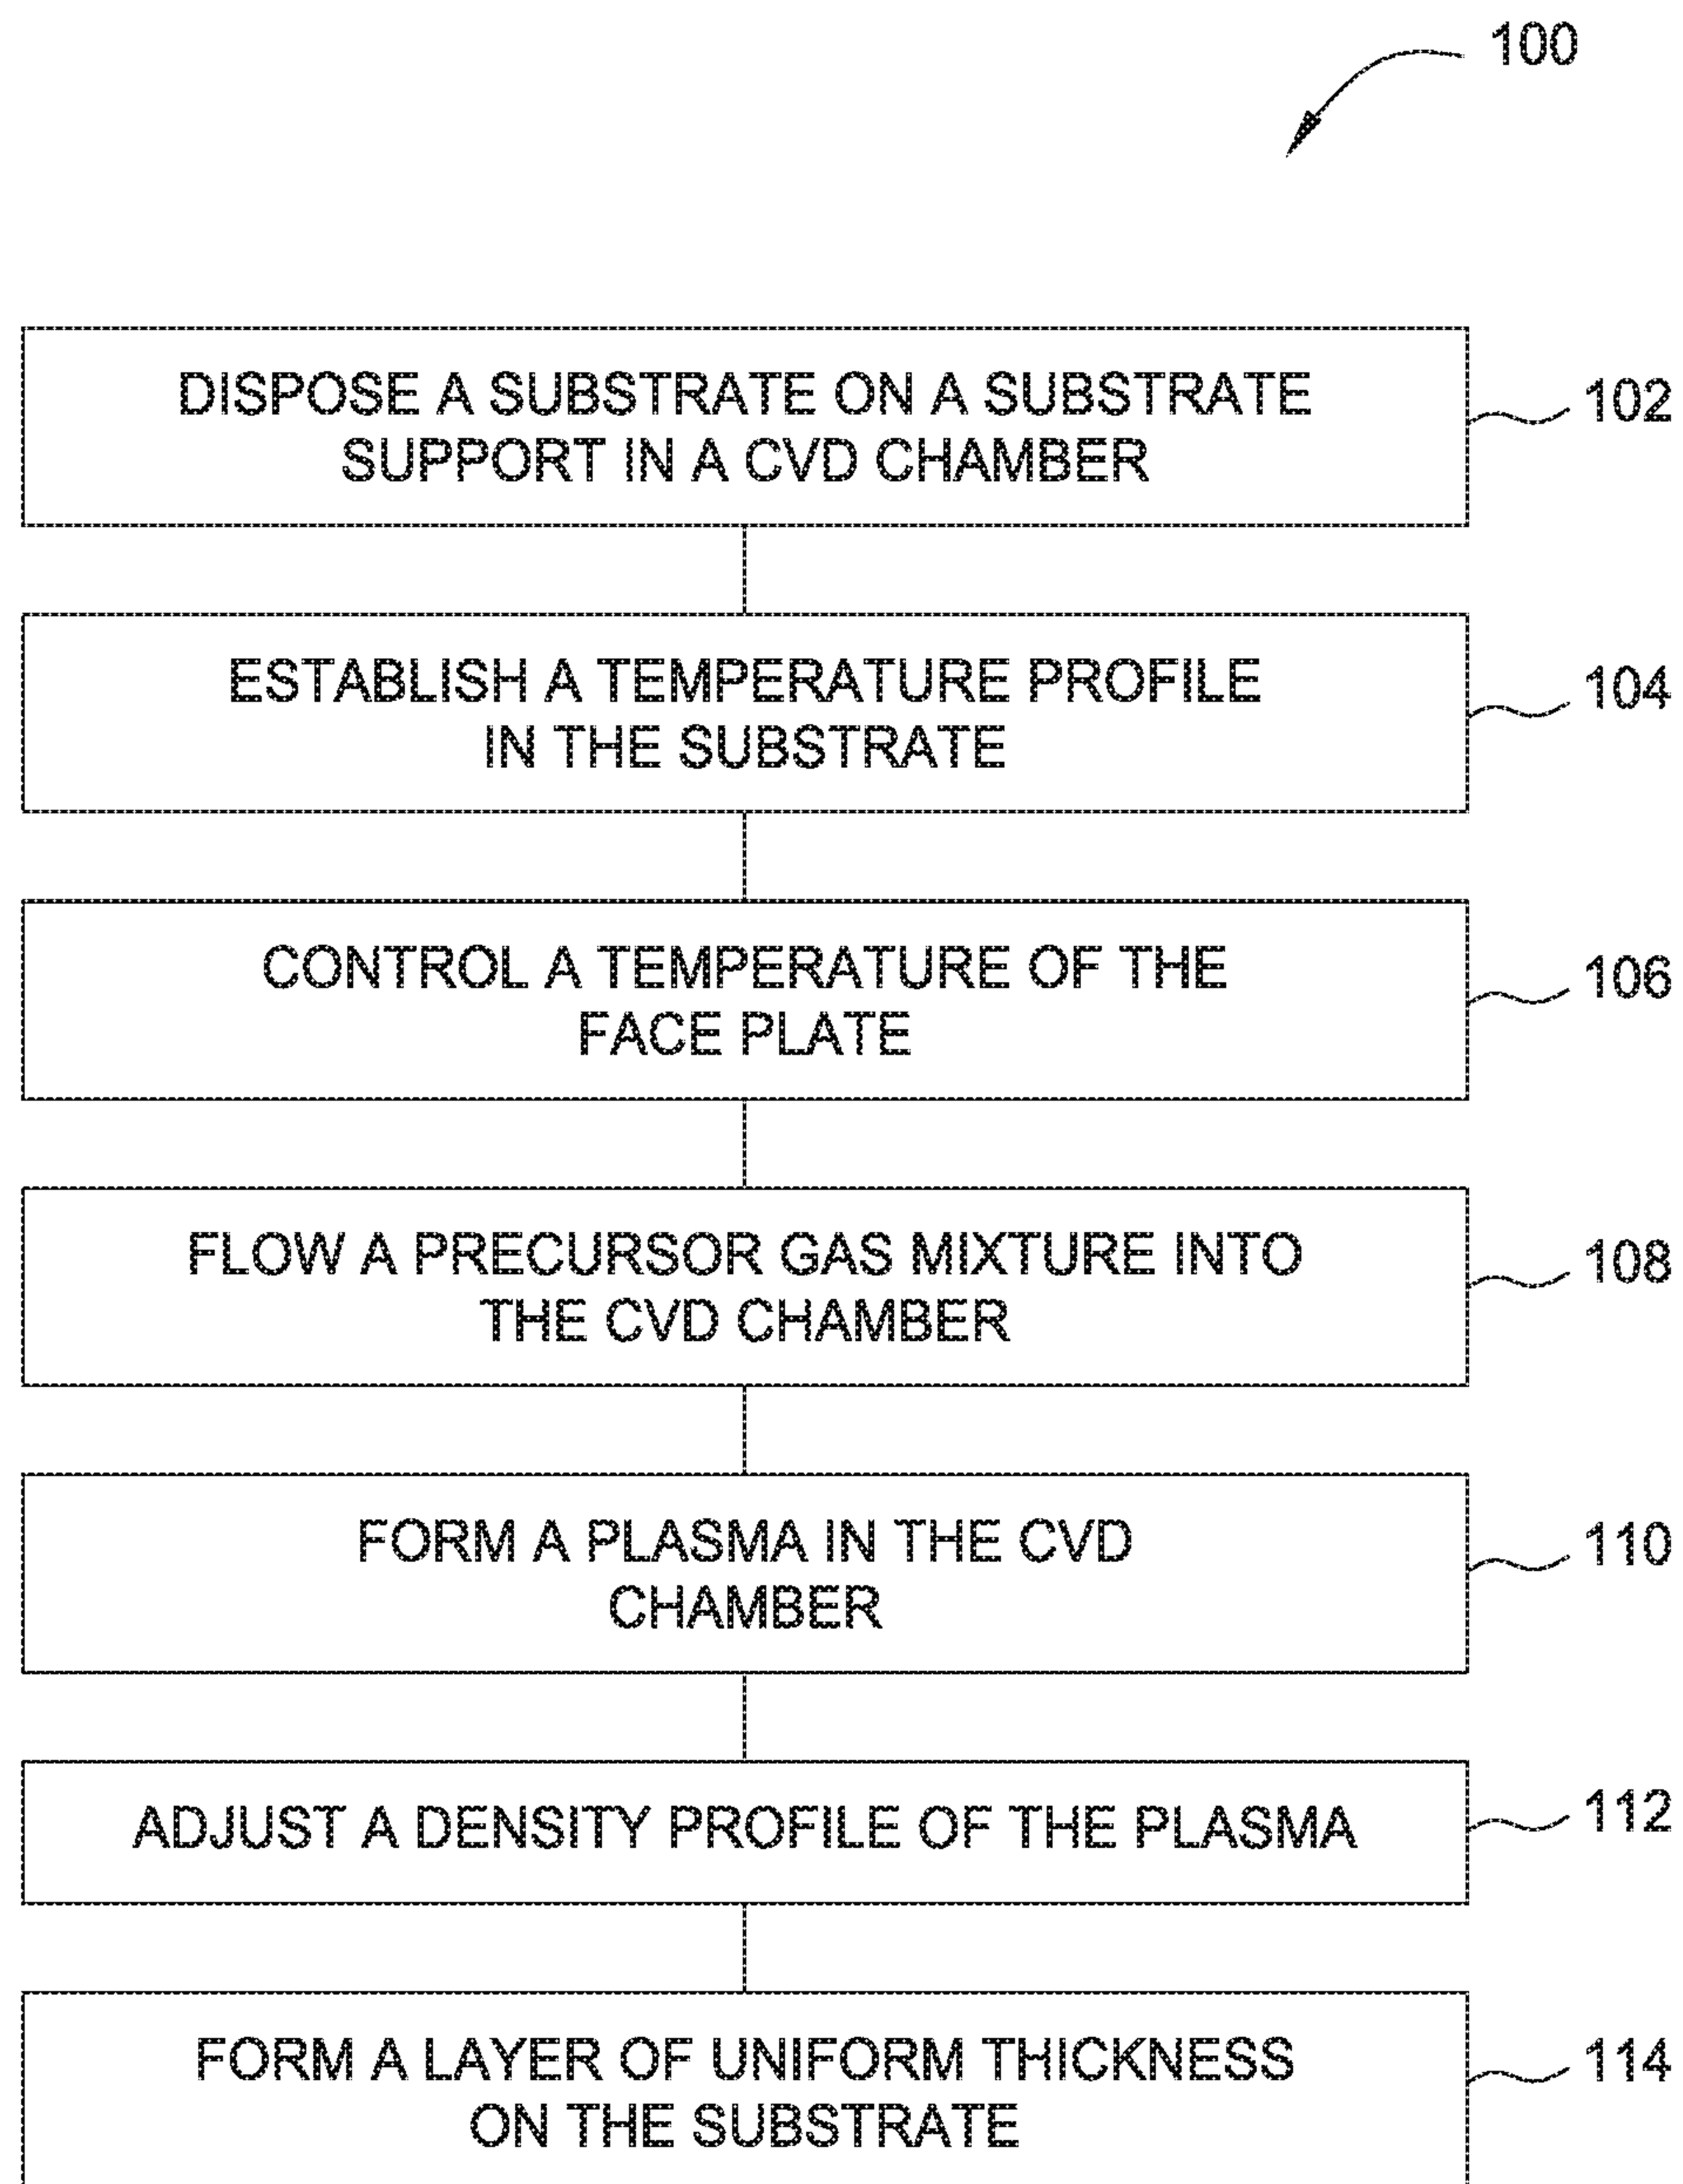 100
DISPOSE A SUBSTRATE ON A SUBSTRATE
SUPPORT IN A CVD CHAMBER
102
ESTABLISH A TEMPERATURE PROFILE
IN THE SUBSTRATE
104
CONTROL A TEMPERATURE OF THE
FACE PLATE
106
FLOW A PRECURSOR GAS MIXTURE INTO
THE CVD CHAMBER
108
FORM A PLASMA IN THE CVD
CHAMBER
110
ADJUST A DENSITY PROFILE OF THE PLASMA
112
FORM A LAYER OF UNIFORM THICKNESS
ON THE SUBSTRATE
114